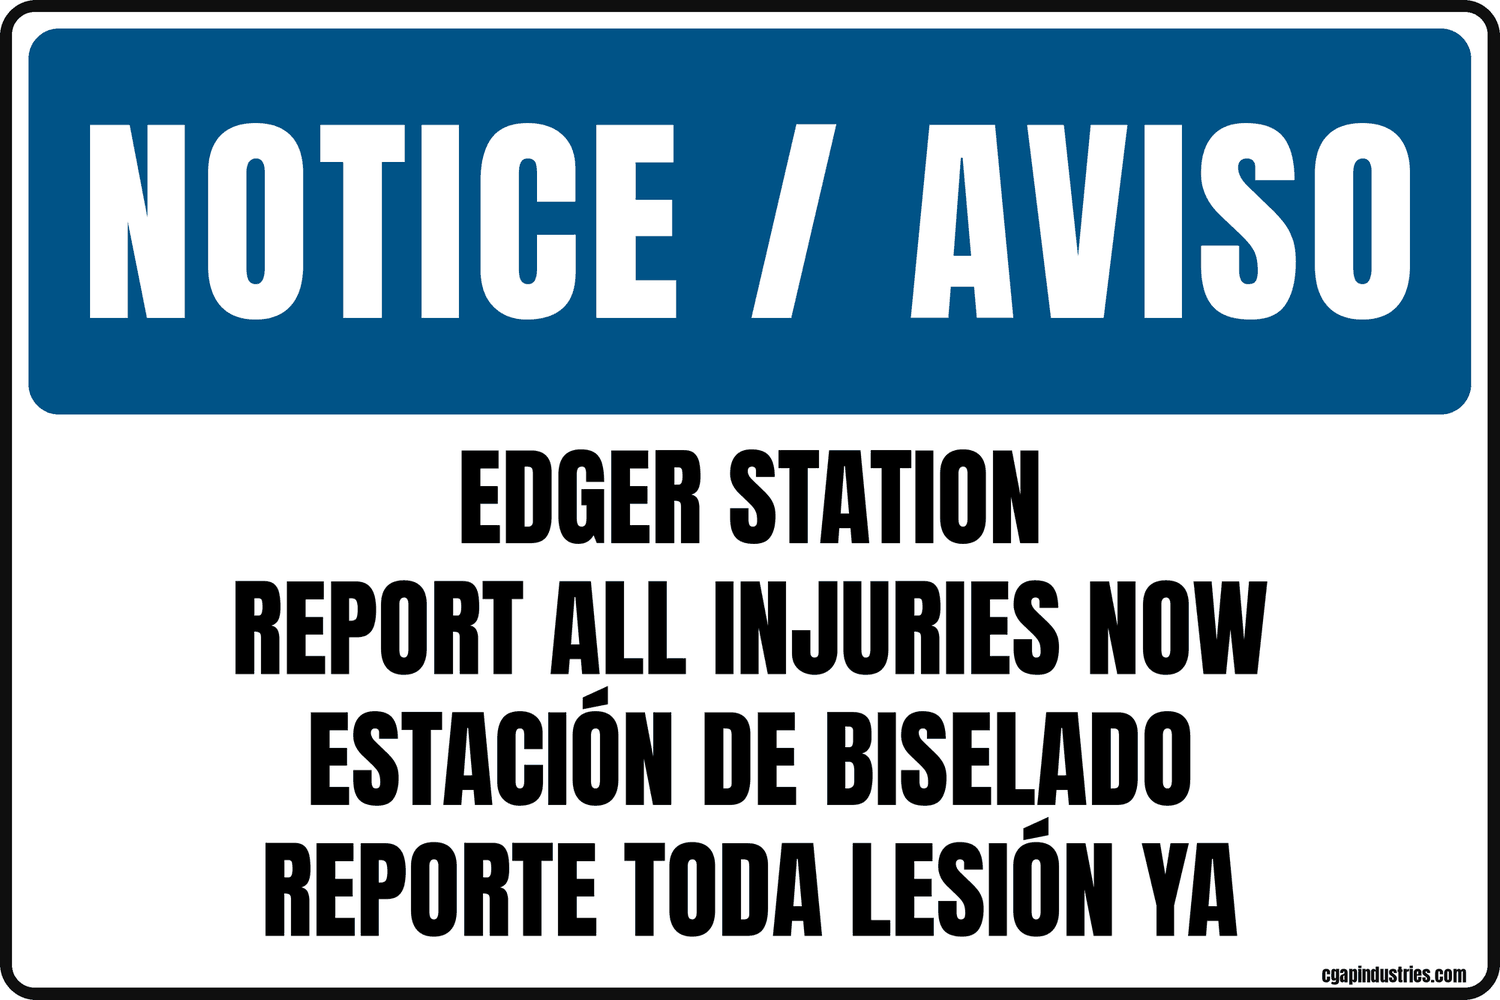 NOTICE / AVISO
EDGER STATION
REPORT ALL INJURIES NOW
ESTACIÓN DE BISELADO
REPORTE TODA LESIÓN YA
cgapindustries.com